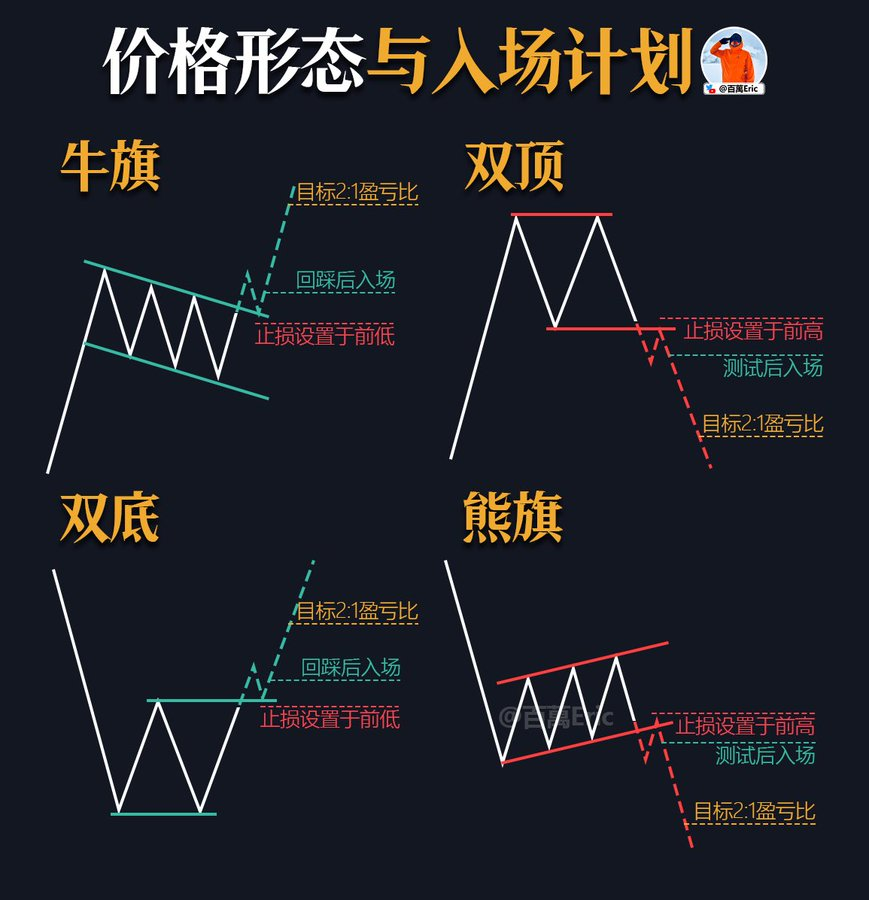 价格形态与入场计划
@百萬Eric
牛旗
目标2:1盈亏比
回踩后入场
止损设置于前低
双顶
止损设置于前高
测试后入场
目标2:1盈亏比
双底
目标2:1盈亏比
回踩后入场
止损设置于前低
熊旗
@百萬Eric
止损设置于前高
测试后入场
目标2:1盈亏比